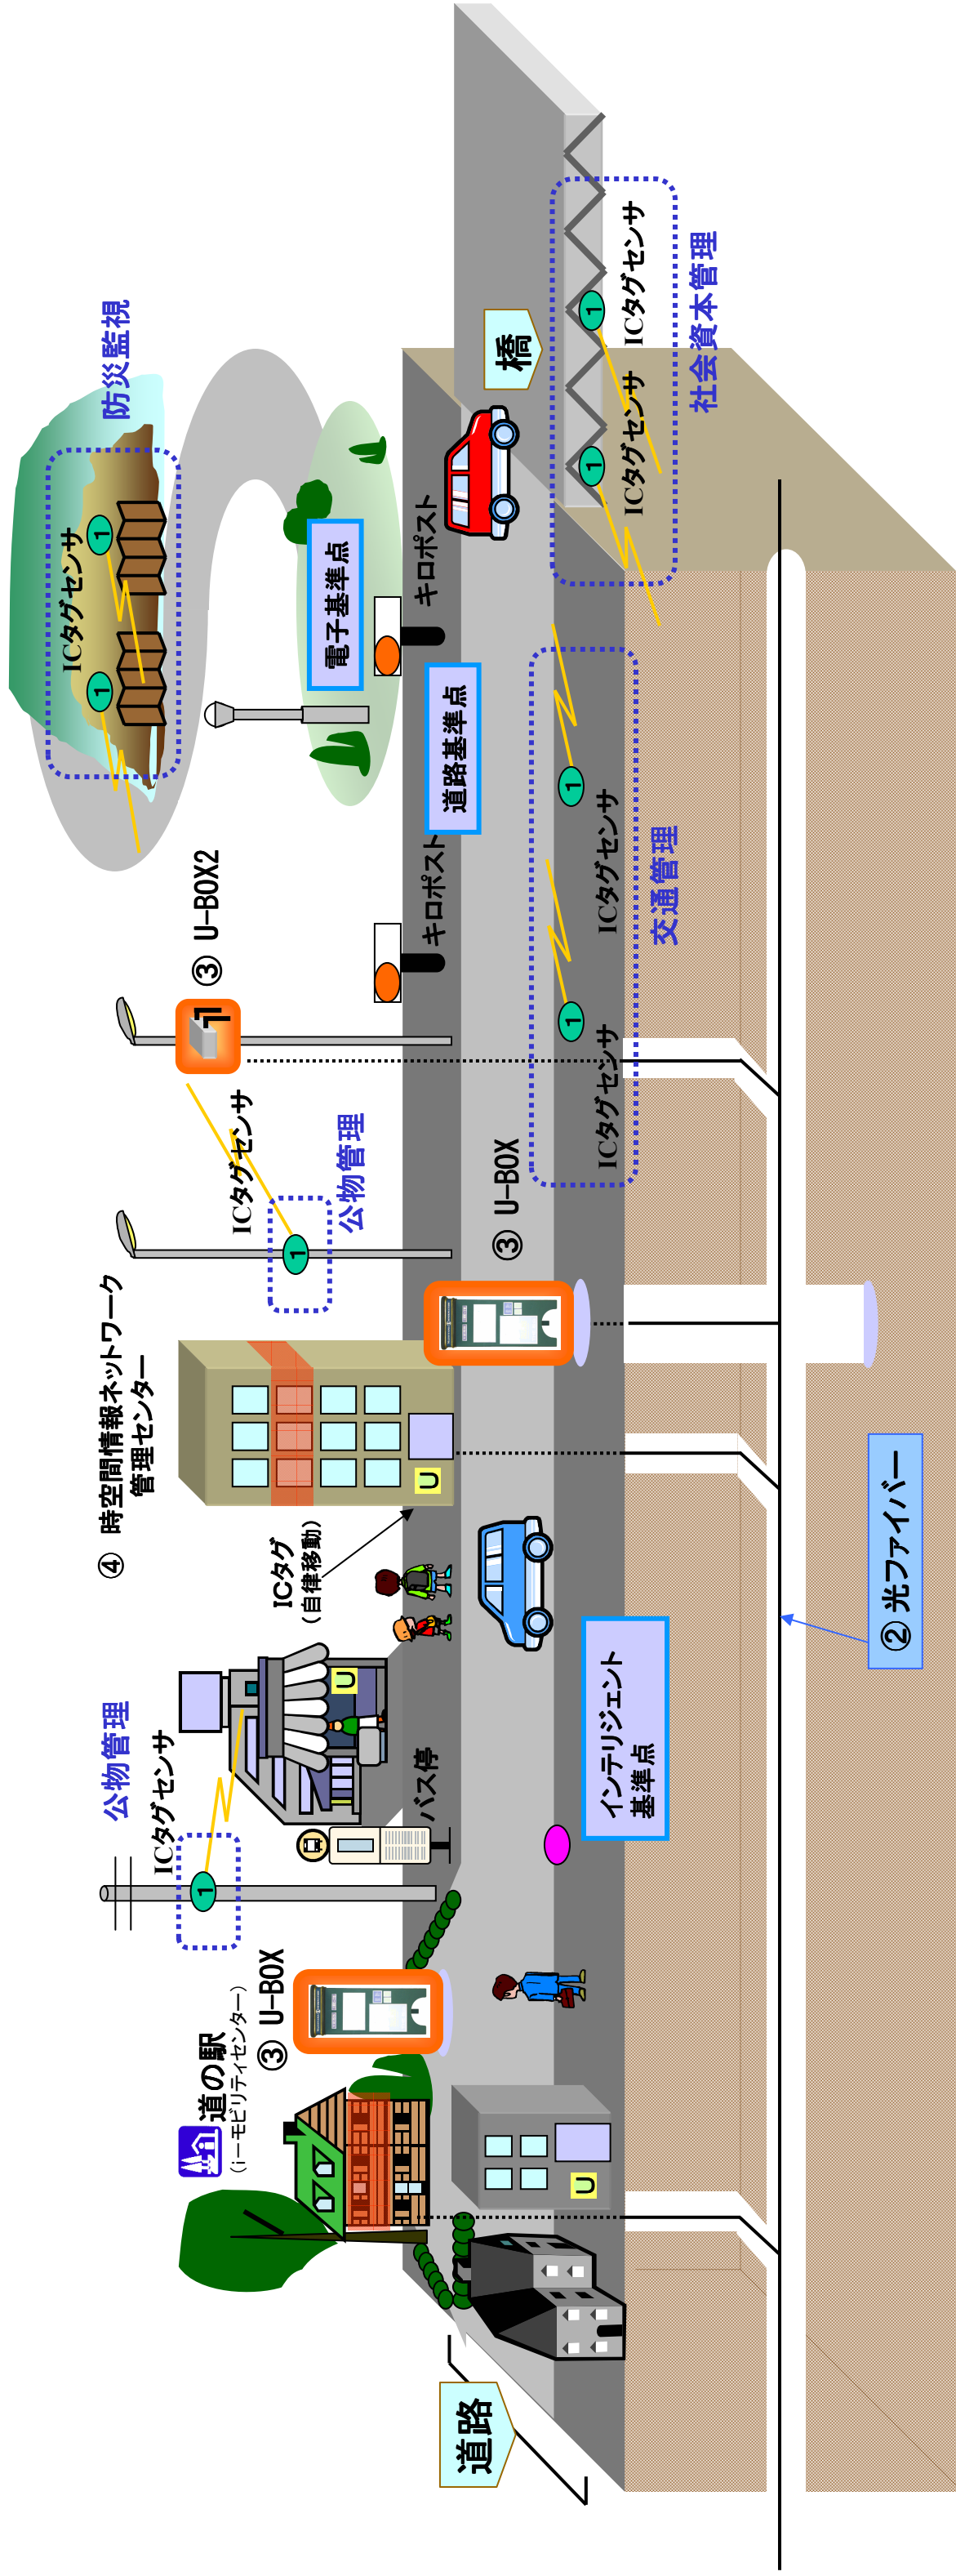 公物管理
ICタグセンサ
1
道の駅
(i－モビリティセンター)
③ U-BOX
④ 時空間情報ネットワーク
管理センター
ICタグ
(自律移動)
U
U
U
バス停
道路
インテリジェント
基準点
② 光ファイバー
③ U-BOX
ICタグセンサ
1
公物管理
③ U-BOX2
キロポスト
道路基準点
キロポスト
電子基準点
防災監視
ICタグセンサ
1
1
ICタグセンサ
1
ICタグセンサ
1
交通管理
橋
1
1
ICタグセンサ
ICタグセンサ
社会資本管理